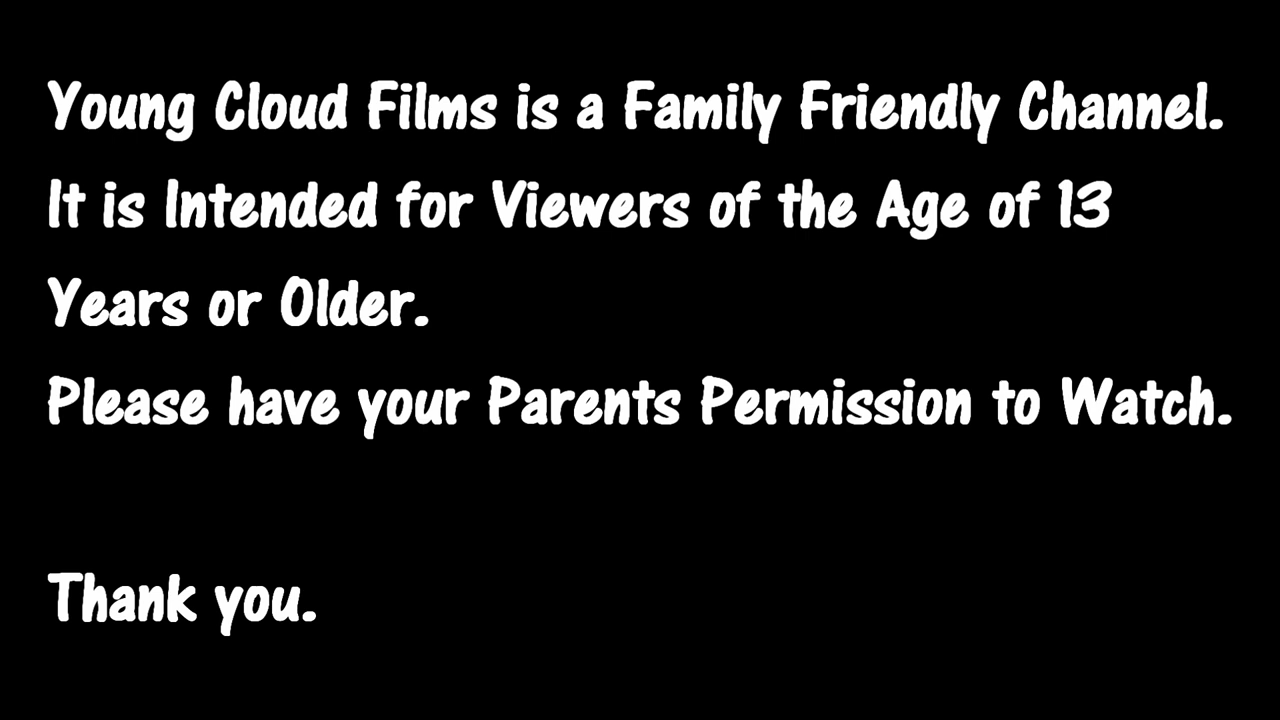 Young Cloud Films is a Family Friendly Channel.
It is Intended for Viewers of the Age of 13
Years or Older.
Please have your Parents Permission to Watch.
Thank you.